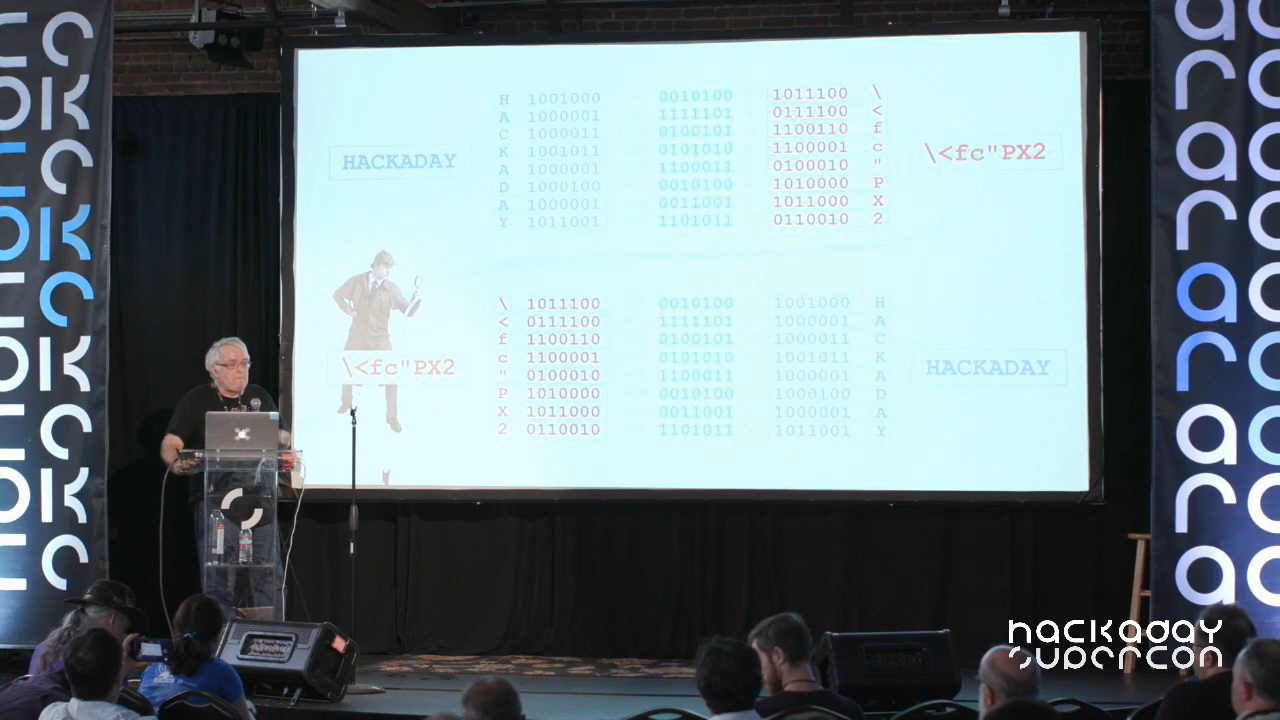 H 1001000 0010100 1011100 \
A 1000001 1111101 0111100 <
C 1000011 0100101 1100110 f
K 1001011 0101010 1100001 c
A 1000001 1100011 0100010 "
D 1000100 0010100 1010000 P
A 1000001 0011001 1011000 X
Y 1011001 1101011 0110010 2
HACKADAY
\<fc"PX2
\ 1011100 0010100 1001000 H
< 0111100 1111101 1000001 A
f 1100110 0100101 1000011 C
c 1100001 0101010 1001011 K
" 0100010 1100011 1000001 A
P 1010000 0010100 1000100 D
X 1011000 0011001 1000001 A
2 0110010 1101011 1011001 Y
\<fc"PX2
HACKADAY
hackaday
supercon